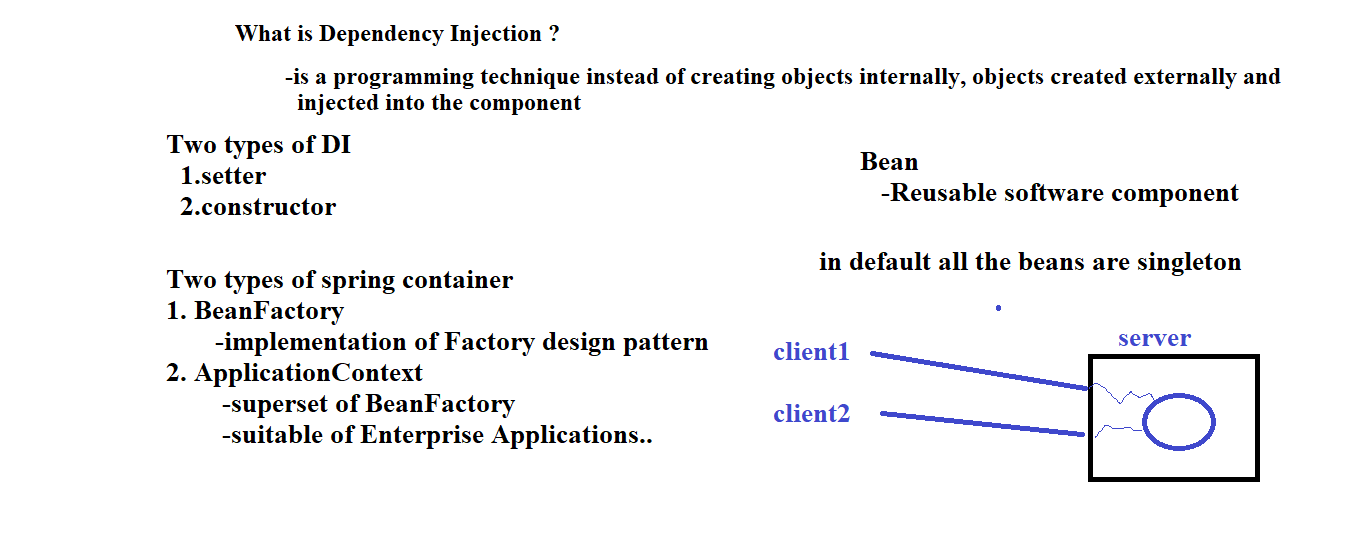 What is Dependency Injection ?
-is a programming technique instead of creating objects internally, objects created externally and
injected into the component
Two types of DI
1.setter
2.constructor
Bean
-Reusable software component
in default all the beans are singleton
Two types of spring container
1. BeanFactory
-implementation of Factory design pattern
2. ApplicationContext
-superset of BeanFactory
-suitable of Enterprise Applications..
client1
client2
server